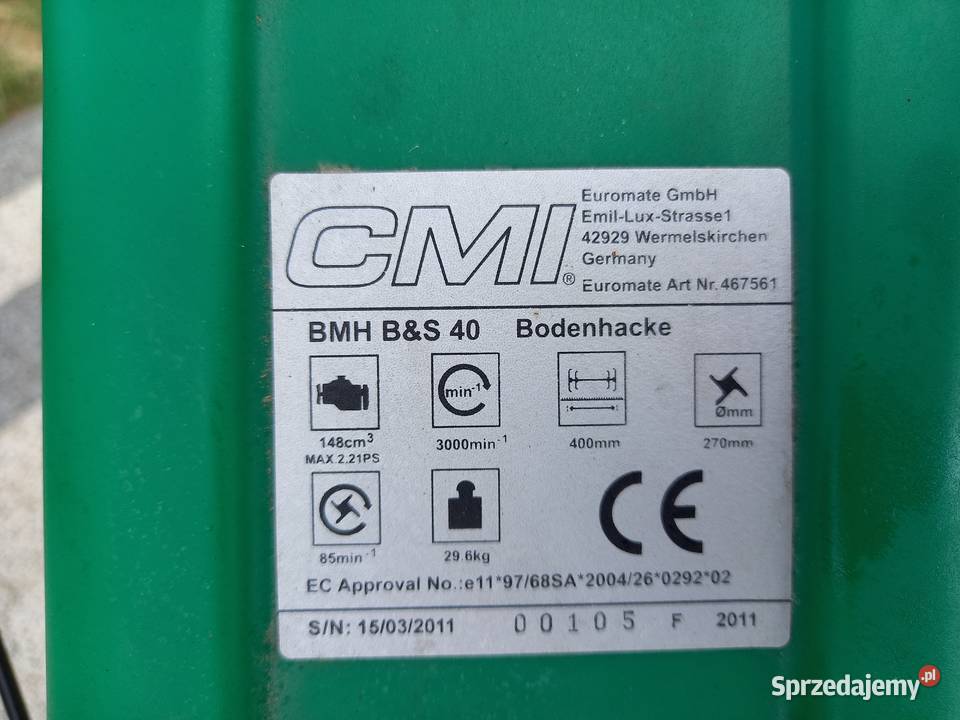 CMI®
Euromate GmbH
Emil-Lux-Strasse1
42929 Wermelskirchen
Germany
Euromate Art Nr.467561
BMH B&S 40 Bodenhacke
min⁻¹
Ømm
148cm³ 3000min⁻¹ 400mm 270mm
MAX.2.21PS
85min⁻¹ 29.6kg CE
EC Approval No.:e11*97/68SA*2004/26*0292*02
S/N: 15/03/2011 00105 F 2011
Sprzedajemy.pl